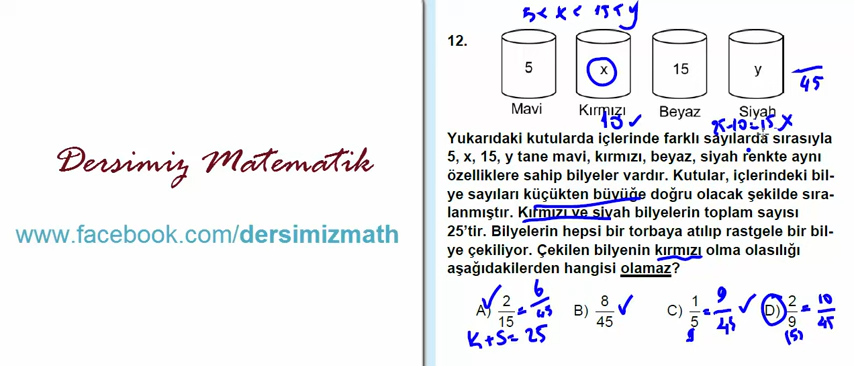 5 < x < 15 < y
12.
5 x 15 y
45
Mavi Kırmızı Beyaz Siyah
10 ✓ 25-10=15 X
Yukarıdaki kutularda içlerinde farklı sayılarda sırasıyla
5, x, 15, y tane mavi, kırmızı, beyaz, siyah renkte aynı
özelliklere sahip bilyeler vardır. Kutular, içlerindeki bil-
ye sayıları küçükten büyüğe doğru olacak şekilde sıra-
lanmıştır. Kırmızı ve siyah bilyelerin toplam sayısı
25'tir. Bilyelerin hepsi bir torbaya atılıp rastgele bir bil-
ye çekiliyor. Çekilen bilyenin kırmızı olma olasılığı
aşağıdakilerden hangisi olamaz?
A) 2/15 = 6/45 B) 8/45 ✓ C) 1/5 = 9/45 ✓ D) 2/9 = 10/45
K+S=25 9 (5)
Dersimiz Matematik
www.facebook.com/dersimizmath